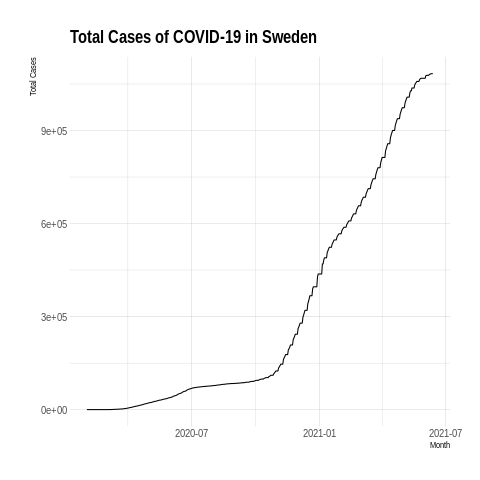 Total Cases of COVID-19 in Sweden
Total Cases
9e+05
6e+05
3e+05
0e+00
2020-07
2021-01
2021-07
Month